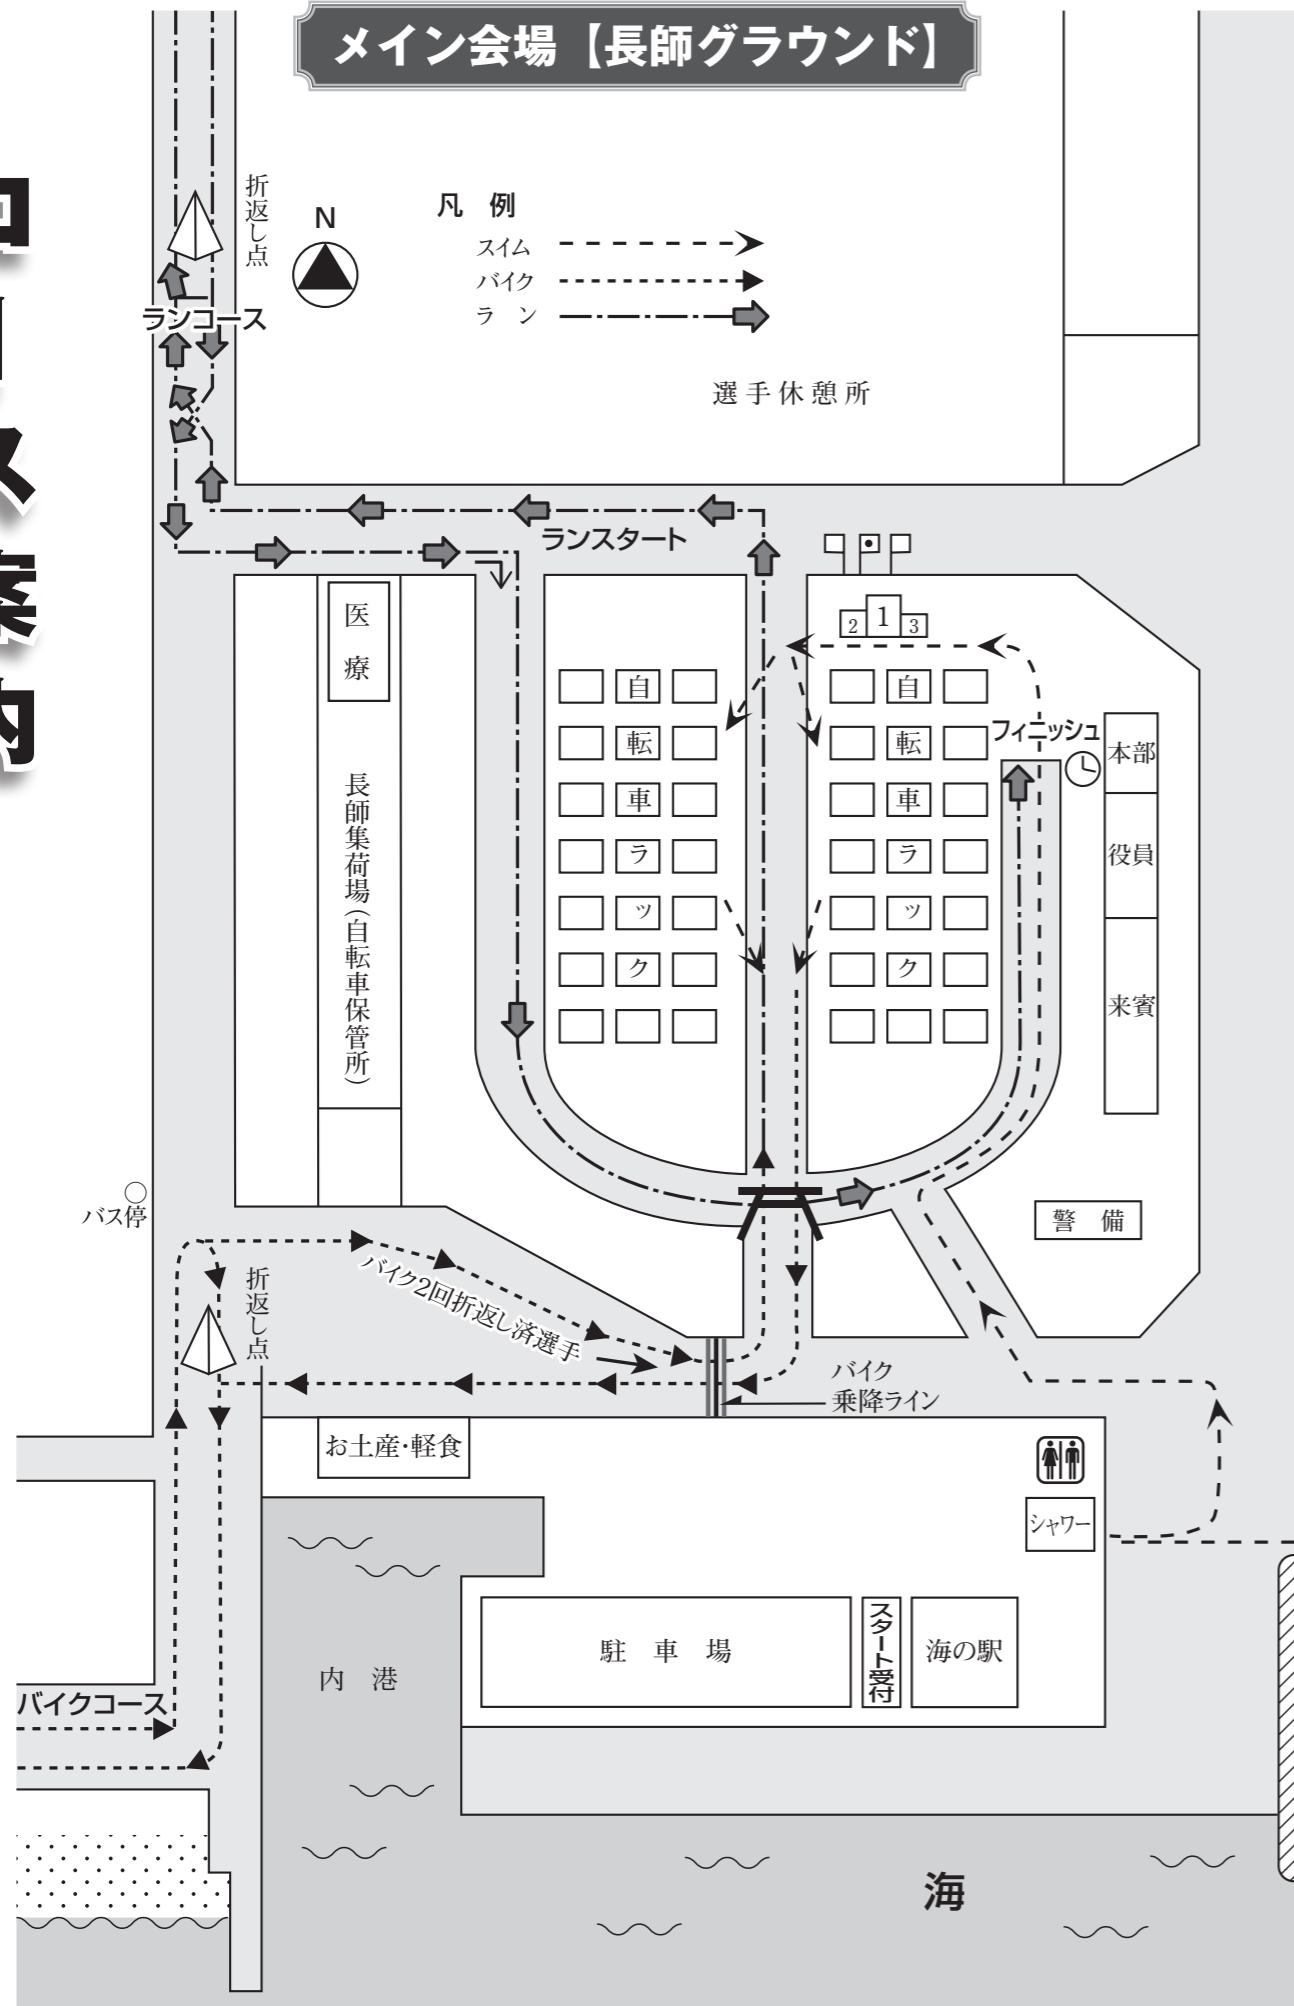 メイン会場【長師グラウンド】
折返し点
N
凡 例
スイム
バイク
ラン
ランコース
選手休憩所
ランスタート
医療
2
1
3
自転車ラック
自転車ラック
フィニッシュ
本部
役員
来賓
長師集荷場(自転車保管所)
バス停
警備
バイク2回折返し済選手
折返し点
バイク
乗降ライン
お土産・軽食
シャワー
駐車場
スタート受付
海の駅
内港
バイクコース
海